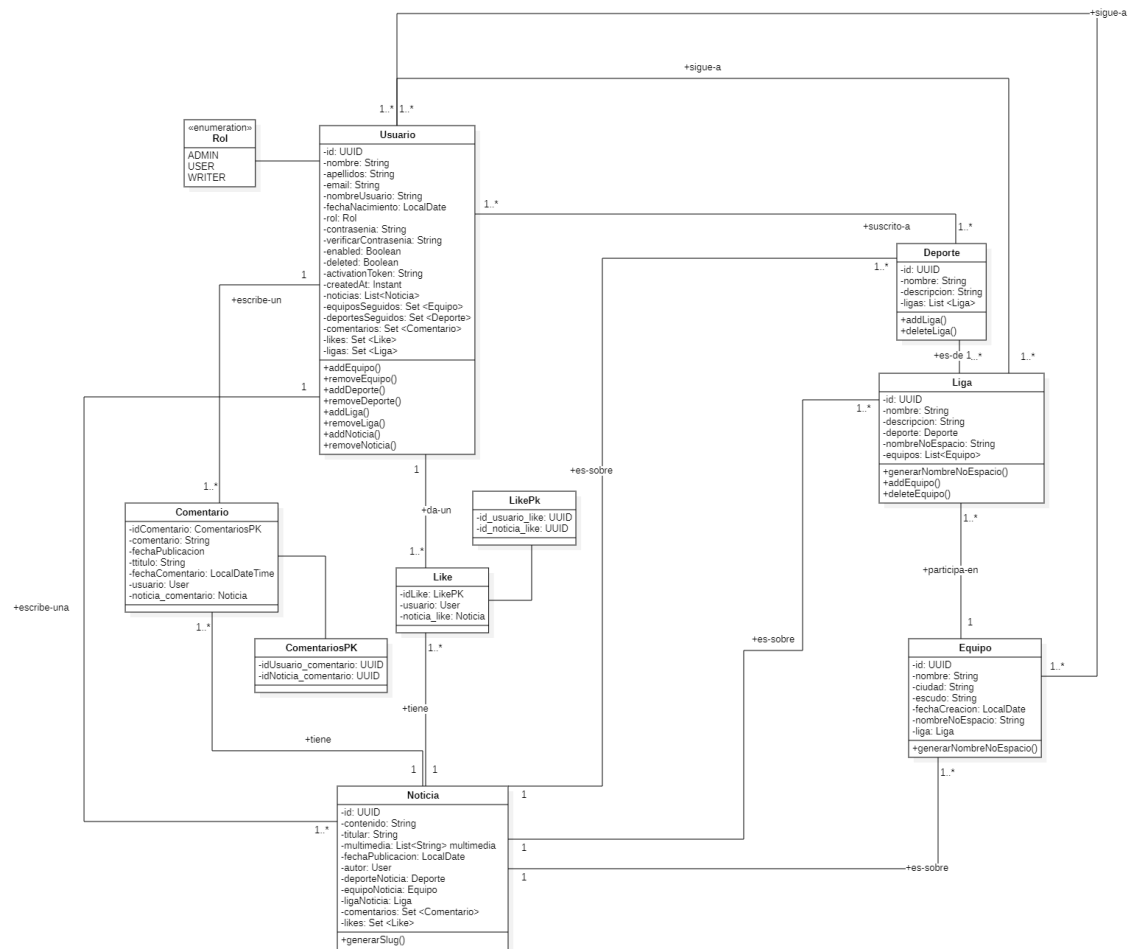 +sigue-a
+sigue-a
1..*
1..*
«enumeration»
Rol
ADMIN
USER
WRITER
Usuario
-id: UUID
-nombre: String
-apellidos: String
-email: String
-nombreUsuario: String
-fechaNacimiento: LocalDate
-rol: Rol
-contrasenia: String
-verificarContrasenia: String
-enabled: Boolean
-deleted: Boolean
-activationToken: String
-createdAt: Instant
-noticias: List<Noticia>
-equiposSeguidos: Set <Equipo>
-deportesSeguidos: Set <Deporte>
-comentarios: Set <Comentario>
-likes: Set <Like>
-ligas: Set <Liga>
+addEquipo()
+removeEquipo()
+addDeporte()
+removeDeporte()
+addLiga()
+removeLiga()
+addNoticia()
+removeNoticia()
1..*
+suscrito-a
1..*
Deporte
-id: UUID
-nombre: String
-descripcion: String
-ligas: List <Liga>
+addLiga()
+deleteLiga()
1..*
1
+escribe-un
1
+es-de
1..*
1..*
Liga
-id: UUID
-nombre: String
-descripcion: String
-deporte: Deporte
-nombreNoEspacio: String
-equipos: List<Equipo>
+generarNombreNoEspacio()
+addEquipo()
+deleteEquipo()
1..*
1..*
+es-sobre
1
+da-un
1..*
LikePk
-id_usuario_like: UUID
-id_noticia_like: UUID
1..*
Comentario
-idComentario: ComentariosPK
-comentario: String
-fechaPublicacion
-ttitulo: String
-fechaComentario: LocalDateTime
-usuario: User
-noticia_comentario: Noticia
1..*
Like
-idLike: LikePK
-usuario: User
-noticia_like: Noticia
1..*
+participa-en
1
+escribe-una
ComentariosPK
-idUsuario_comentario: UUID
-idNoticia_comentario: UUID
+es-sobre
Equipo
-id: UUID
-nombre: String
-ciudad: String
-escudo: String
-fechaCreacion: LocalDate
-nombreNoEspacio: String
-liga: Liga
+generarNombreNoEspacio()
1..*
1..*
+tiene
+tiene
1
1
1
1..*
Noticia
-id: UUID
-contenido: String
-titular: String
-multimedia: List<String> multimedia
-fechaPublicacion: LocalDate
-autor: User
-deporteNoticia: Deporte
-equipoNoticia: Equipo
-ligaNoticia: Liga
-comentarios: Set <Comentario>
-likes: Set <Like>
+generarSlug()
1
1
+es-sobre